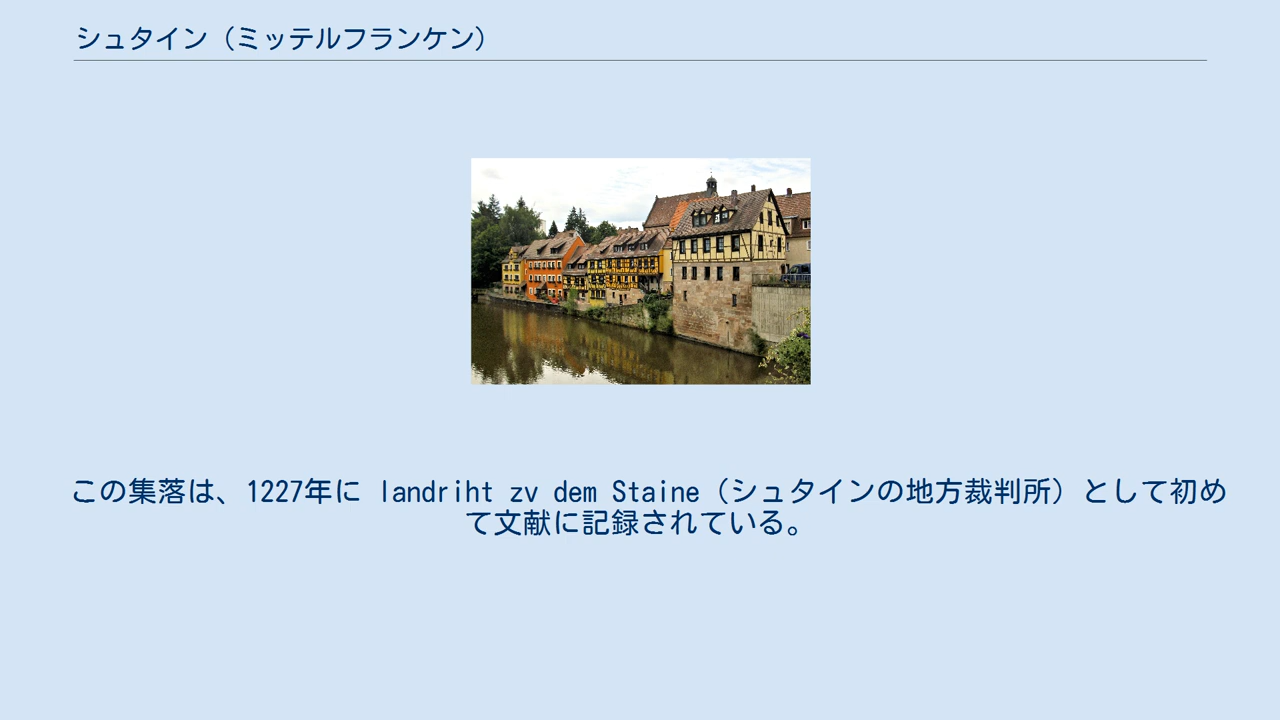 シュタイン（ミッテルフランケン）
この集落は、1227年に landriht zv dem Staine（シュタインの地方裁判所）として初め
て文献に記録されている。